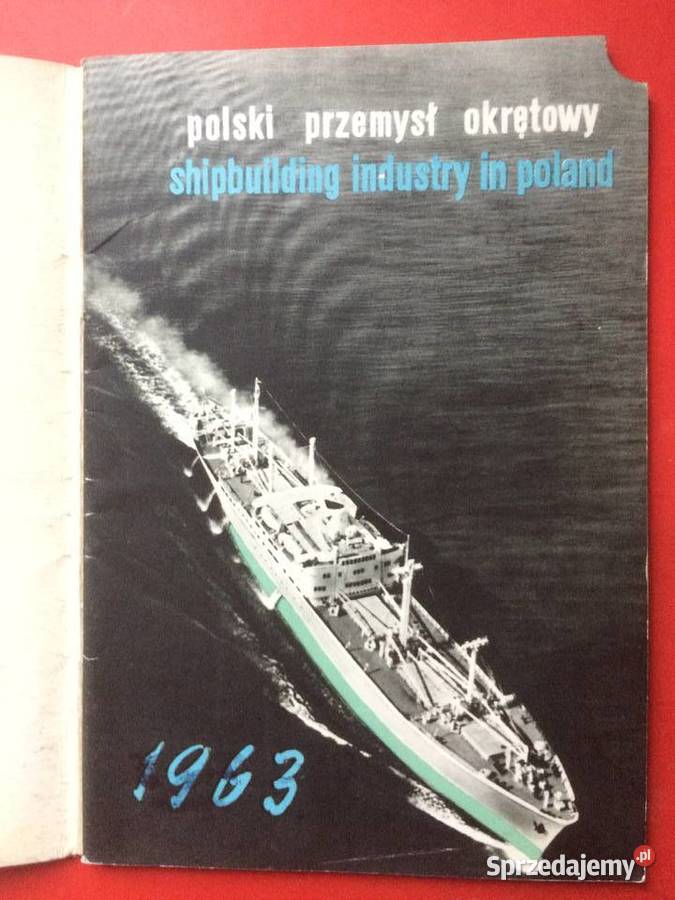 polski przemysł okrętowy
shipbuilding industry in poland
1963
Sprzedajemy.pl